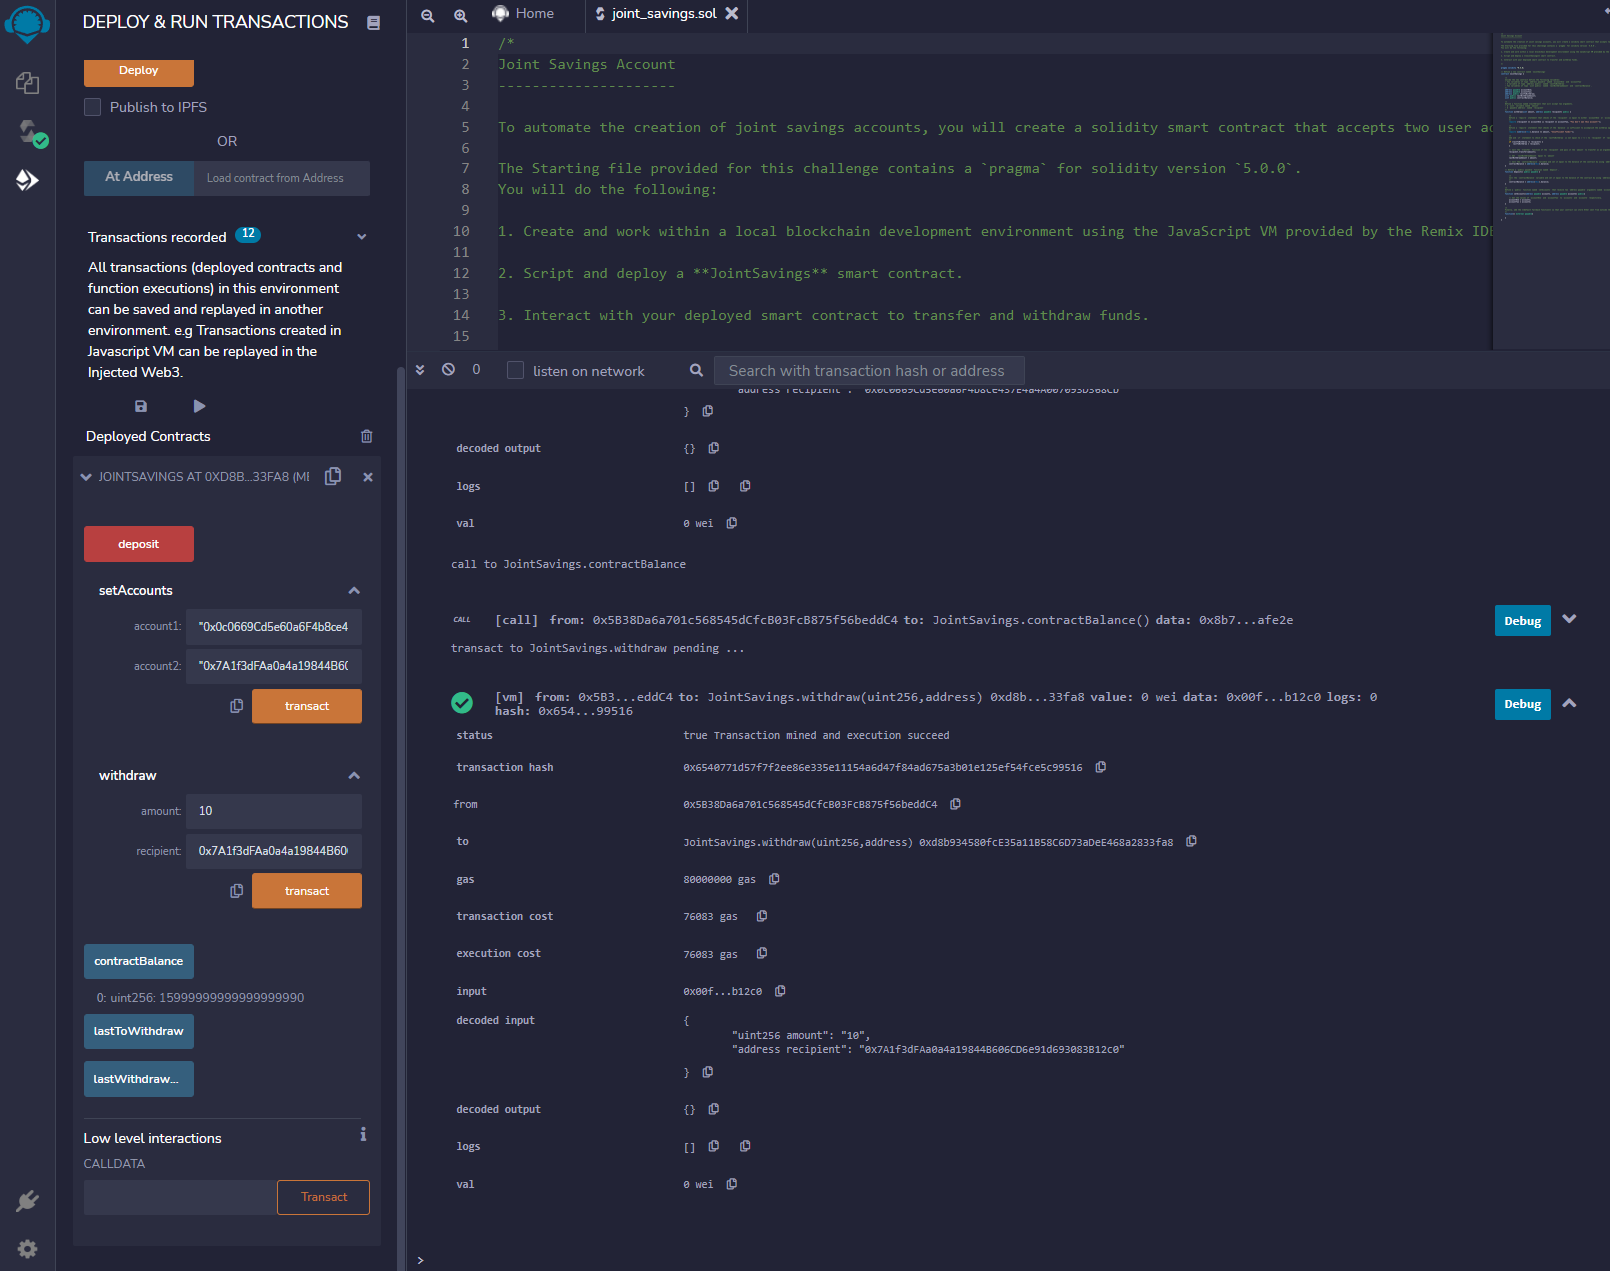 DEPLOY & RUN TRANSACTIONS
Deploy
Publish to IPFS
OR
At Address
Load contract from Address
Transactions recorded 12
All transactions (deployed contracts and
function executions) in this environment
can be saved and replayed in another
environment. e.g Transactions created in
Javascript VM can be replayed in the
Injected Web3.
Deployed Contracts
JOINTSAVINGS AT 0XD8B...33FA8 (ME
deposit
setAccounts
account1: "0x0c0669Cd5e60a6F4b8ce4
account2: "0x7A1f3dFAa0a4a19844B60
transact
withdraw
amount: 10
recipient: 0x7A1f3dFAa0a4a19844B60
transact
contractBalance
0: uint256: 15999999999999999990
lastToWithdraw
lastWithdraw...
Low level interactions
CALLDATA
Transact
Home
joint_savings.sol
1 /*
2 Joint Savings Account
3 ---------------------
4
5 To automate the creation of joint savings accounts, you will create a solidity smart contract that accepts two user ad
6
7 The Starting file provided for this challenge contains a `pragma` for solidity version `5.0.0`.
8 You will do the following:
9
10 1. Create and work within a local blockchain development environment using the JavaScript VM provided by the Remix IDE
11
12 2. Script and deploy a **JointSavings** smart contract.
13
14 3. Interact with your deployed smart contract to transfer and withdraw funds.
15
0
listen on network
Search with transaction hash or address
"address recipient":
}
decoded output {}
logs []
val 0 wei
call to JointSavings.contractBalance
CALL [call] from: 0x5B38Da6a701c568545dCfcB03FcB875f56beddC4 to: JointSavings.contractBalance() data: 0x8b7...afe2e
Debug
transact to JointSavings.withdraw pending ...
[vm] from: 0x5B3...eddC4 to: JointSavings.withdraw(uint256,address) 0xd8b...33fa8 value: 0 wei data: 0x00f...b12c0 logs: 0
hash: 0x654...99516
Debug
status true Transaction mined and execution succeed
transaction hash 0x6540771d57f7f2ee86e335e11154a6d47f84ad675a3b01e125ef54fce5c99516
from 0x5B38Da6a701c568545dCfcB03FcB875f56beddC4
to JointSavings.withdraw(uint256,address) 0xd8b934580fcE35a11B58C6D73aDeE468a2833fa8
gas 80000000 gas
transaction cost 76083 gas
execution cost 76083 gas
input 0x00f...b12c0
decoded input {
"uint256 amount": "10",
"address recipient": "0x7A1f3dFAa0a4a19844B606CD6e91d693083B12c0"
}
decoded output {}
logs []
val 0 wei
>